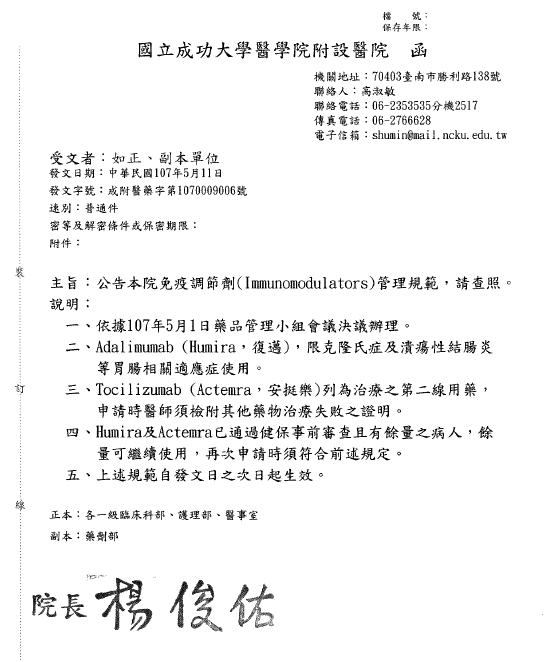 檔　　號：
保存年限：
國立成功大學醫學院附設醫院　函
機關地址：70403臺南市勝利路138號
聯絡人：高淑敏
聯絡電話：06-2353535分機2517
傳真電話：06-2766628
電子信箱：shumin@mail.ncku.edu.tw
受文者：如正、副本單位
發文日期：中華民國107年5月11日
發文字號：成附醫藥字第1070009006號
速別：普通件
密等及解密條件或保密期限：
附件：
主旨：公告本院免疫調節劑(Immunomodulators)管理規範，請查照。
說明：
一、依據107年5月1日藥品管理小組會議決議辦理。
二、Adalimumab (Humira，復邁)，限克隆氏症及潰瘍性結腸炎
等胃腸相關適應症使用。
三、Tocilizumab (Actemra，安挺樂)列為治療之第二線用藥，
申請時醫師須檢附其他藥物治療失敗之證明。
四、Humira及Actemra已通過健保事前審查且有餘量之病人，餘
量可繼續使用，再次申請時須符合前述規定。
五、上述規範自發文日之次日起生效。
正本：各一級臨床科部、護理部、醫事室
副本：藥劑部
院長 楊俊佑
裝
訂
線